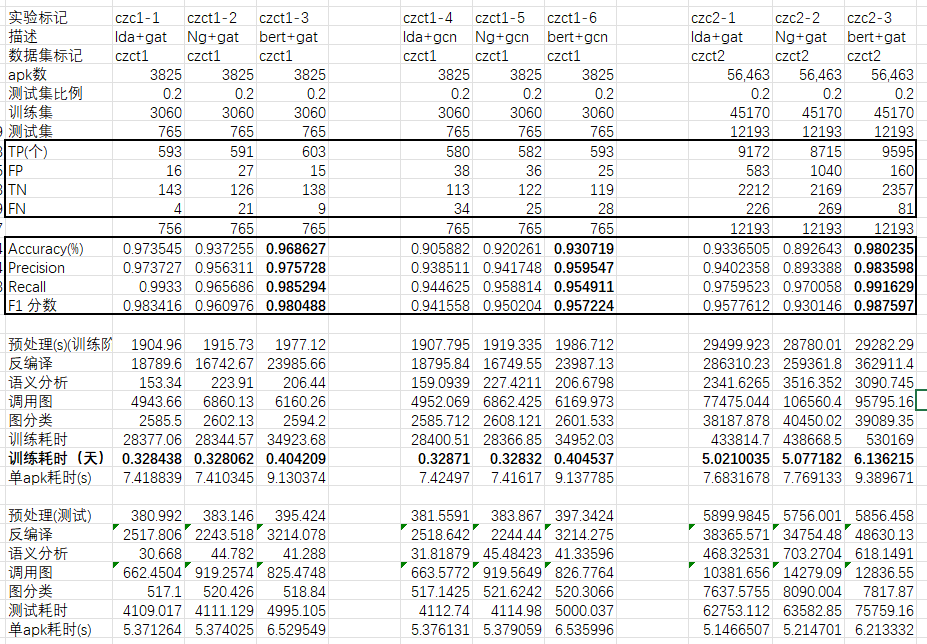 实验标记 czc1-1 czct1-2 czct1-3 czct1-4 czct1-5 czct1-6 czc2-1 czc2-2 czc2-3
描述 lda+gat Ng+gat bert+gat lda+gcn Ng+gcn bert+gcn lda+gat Ng+gat bert+gat
数据集标记 czct1 czct1 czct1 czct1 czct1 czct1 czct2 czct2 czct2
apk数 3825 3825 3825 3825 3825 3825 56,463 56,463 56,463
测试集比例 0.2 0.2 0.2 0.2 0.2 0.2 0.2 0.2 0.2
训练集 3060 3060 3060 3060 3060 3060 45170 45170 45170
测试集 765 765 765 765 765 765 12193 12193 12193
TP(个) 593 591 603 580 582 593 9172 8715 9595
FP 16 27 15 38 36 25 583 1040 160
TN 143 126 138 113 122 119 2212 2169 2357
FN 4 21 9 34 25 28 226 269 81
756 765 765 765 765 765 12193 12193 12193
Accuracy(%) 0.973545 0.937255 0.968627 0.905882 0.920261 0.930719 0.9336505 0.892643 0.980235
Precision 0.973727 0.956311 0.975728 0.938511 0.941748 0.959547 0.9402358 0.893388 0.983598
Recall 0.9933 0.965686 0.985294 0.944625 0.958814 0.954911 0.9759523 0.970058 0.991629
F1 分数 0.983416 0.960976 0.980488 0.941558 0.950204 0.957224 0.9577612 0.930146 0.987597
预处理(s)(训练阶 1904.96 1915.73 1977.12 1907.795 1919.335 1986.712 29499.923 28780.01 29282.29
反编译 18789.6 16742.67 23985.66 18795.84 16749.55 23987.13 286310.23 259361.8 362911.4
语义分析 153.34 223.91 206.44 159.0939 227.4211 206.6798 2341.6265 3516.352 3090.745
调用图 4943.66 6860.13 6160.26 4952.069 6862.425 6169.973 77475.044 106560.4 95795.16
图分类 2585.5 2602.13 2594.2 2585.712 2608.121 2601.533 38187.878 40450.02 39089.35
训练耗时 28377.06 28344.57 34923.68 28400.51 28366.85 34952.03 433814.7 438668.5 530169
训练耗时（天） 0.328438 0.328062 0.404209 0.32871 0.32832 0.404537 5.0210035 5.077182 6.136215
单apk耗时(s) 7.418839 7.410345 9.130374 7.42497 7.41617 9.137785 7.6831678 7.769133 9.389671
预处理(测试) 380.992 383.146 395.424 381.5591 383.867 397.3424 5899.9845 5756.001 5856.458
反编译 2517.806 2243.518 3214.078 2518.642 2244.44 3214.275 38365.571 34754.48 48630.13
语义分析 30.668 44.782 41.288 31.81879 45.48423 41.33596 468.32531 703.2704 618.1491
调用图 662.4504 919.2574 825.4748 663.5772 919.5649 826.7764 10381.656 14279.09 12836.55
图分类 517.1 520.426 518.84 517.1425 521.6242 520.3066 7637.5755 8090.004 7817.87
测试耗时 4109.017 4111.129 4995.105 4112.74 4114.98 5000.037 62753.112 63582.85 75759.16
单apk耗时(s) 5.371264 5.374025 6.529549 5.376131 5.379059 6.535996 5.1466507 5.214701 6.213332